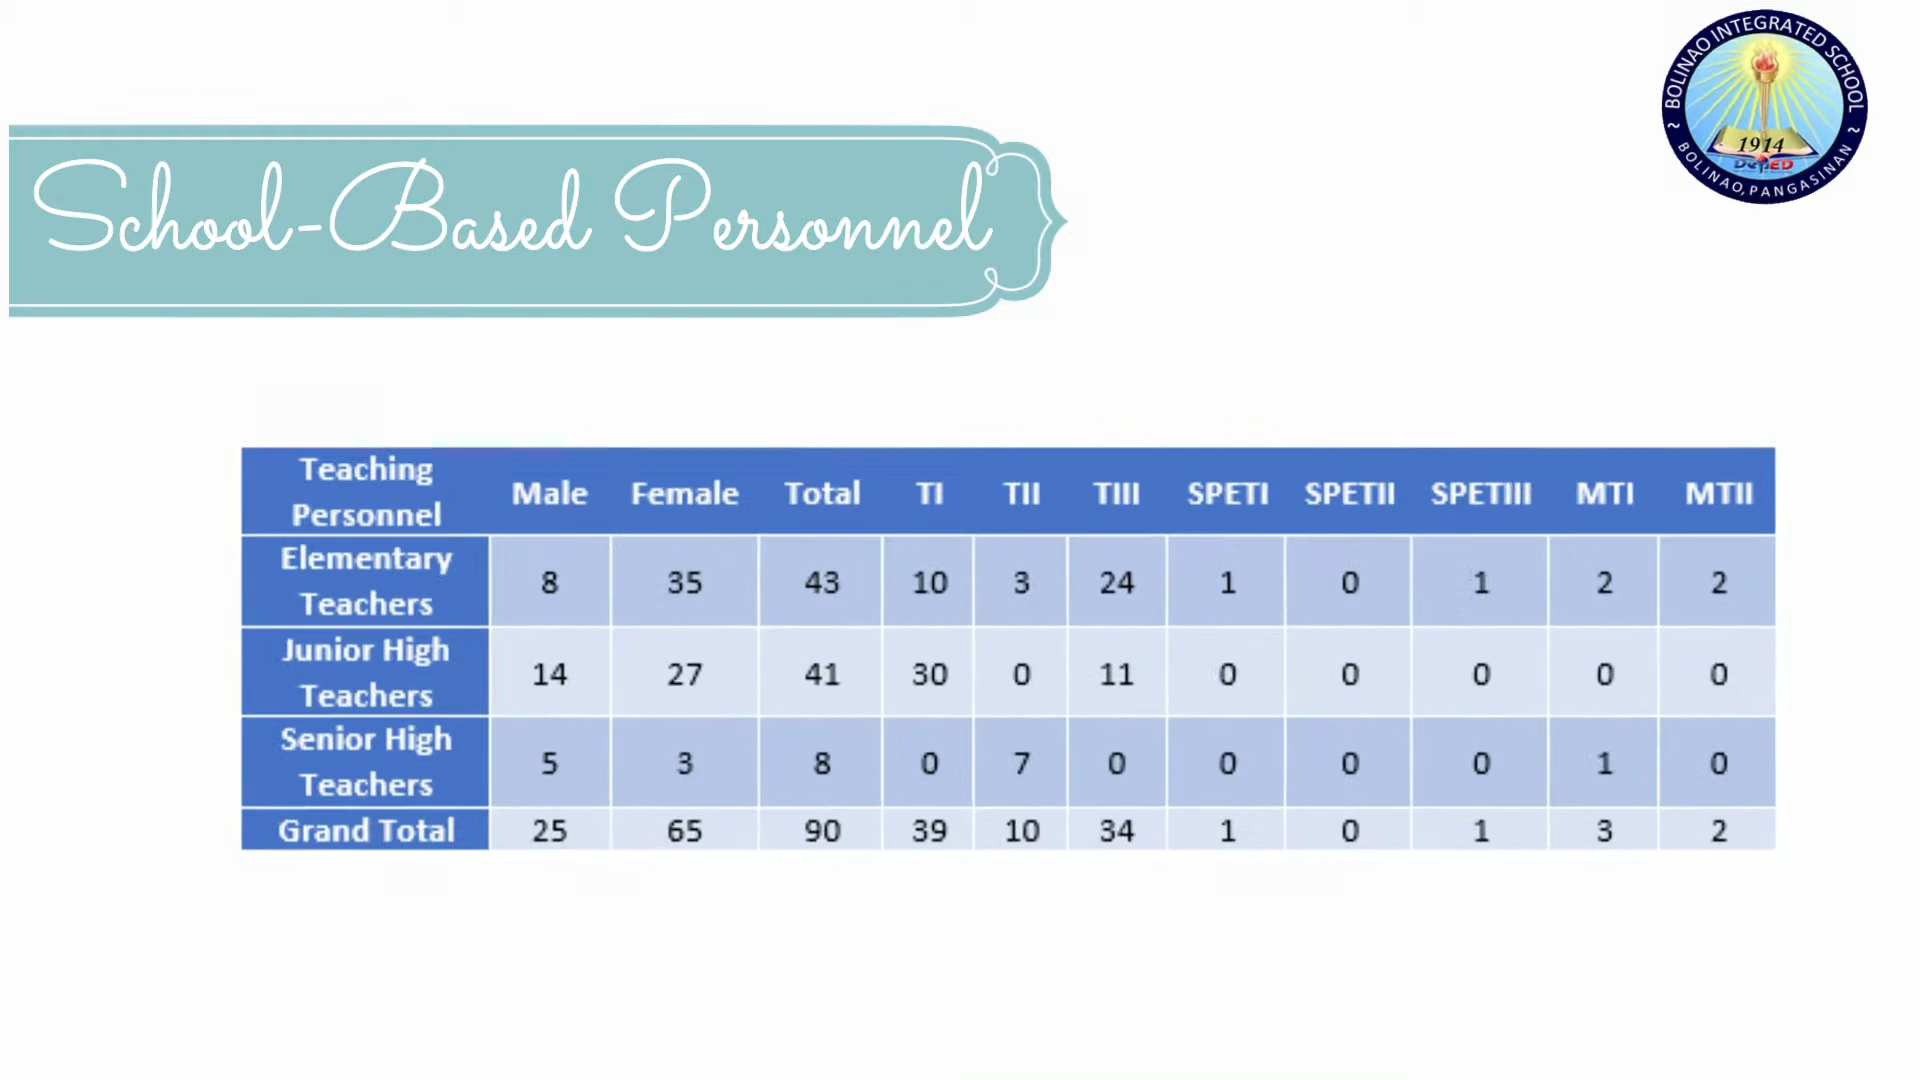 ~ BOLINAO INTEGRATED SCHOOL ~
1914
DepED
BOLINAO, PANGASINAN
School-Based Personnel
Teaching Personnel Male Female Total TI TII TIII SPETI SPETII SPETIII MTI MTII
Elementary Teachers 8 35 43 10 3 24 1 0 1 2 2
Junior High Teachers 14 27 41 30 0 11 0 0 0 0 0
Senior High Teachers 5 3 8 0 7 0 0 0 0 1 0
Grand Total 25 65 90 39 10 34 1 0 1 3 2